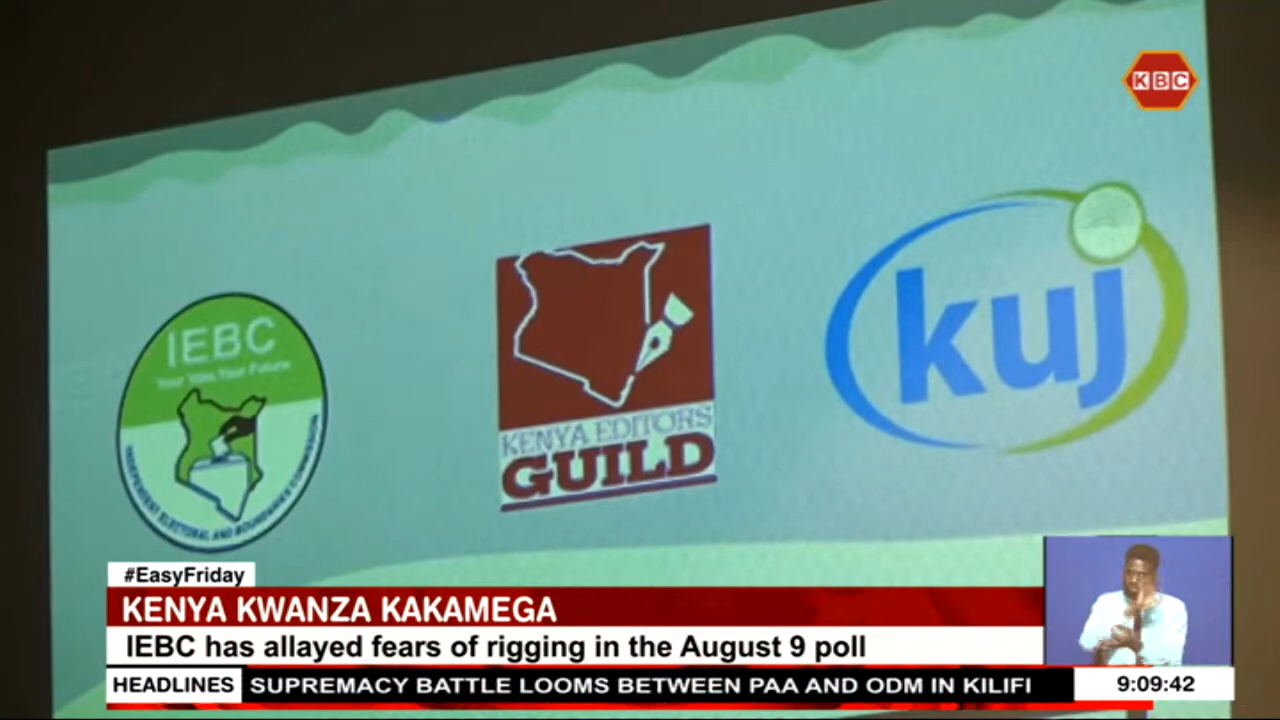 KBC
IEBC
Your Vote, Your Future
INDEPENDENT ELECTORAL AND BOUNDARIES COMMISSION
KENYA EDITORS
GUILD
kuj
#EasyFriday
KENYA KWANZA KAKAMEGA
IEBC has allayed fears of rigging in the August 9 poll
HEADLINES SUPREMACY BATTLE LOOMS BETWEEN PAA AND ODM IN KILIFI 9:09:42